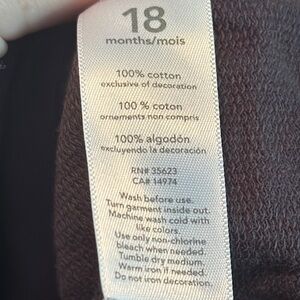 18
months/mois
100% cotton
exclusive of decoration
100 % coton
ornements non compris
100% algodón
excluyendo la decoración
RN# 35623
CA# 14974
Wash before use.
Turn garment inside out.
Machine wash cold with
like colors.
Use only non-chlorine
bleach when needed.
Tumble dry medium.
Warm iron if needed.
Do not iron decoration.